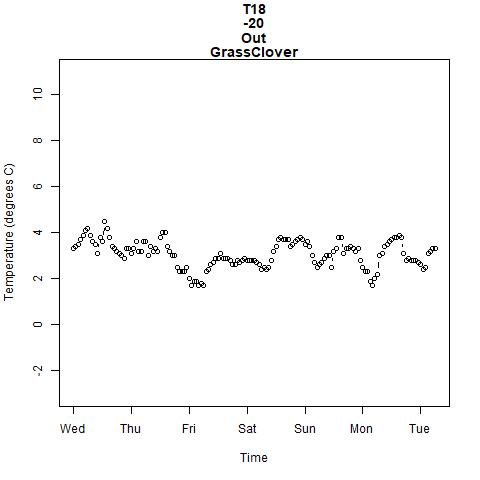 T18
-20
Out
GrassClover
Temperature (degrees C)
10
8
6
4
2
0
-2
Wed Thu Fri Sat Sun Mon Tue
Time